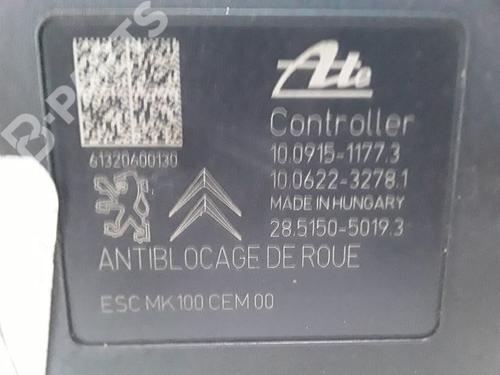 B-PARTS
Ate
Controller
61320400130
10.0915-1177.3
10.0622-3278.1
MADE IN HUNGARY
28.5150-5019.3
ANTIBLOCAGE DE ROUE
ESC MK100 CEM 00